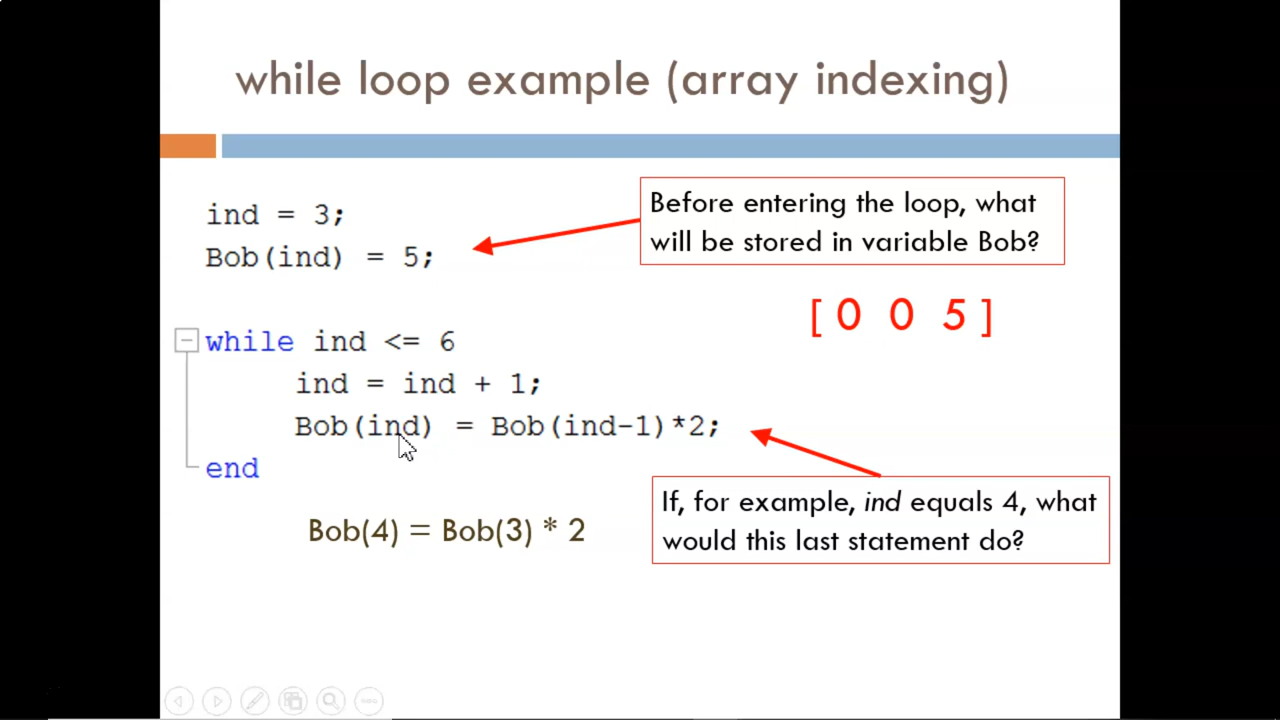 while loop example (array indexing)
ind = 3;
Bob(ind) = 5;
Before entering the loop, what
will be stored in variable Bob?
[ 0 0 5 ]
while ind <= 6
ind = ind + 1;
Bob(ind) = Bob(ind-1)*2;
end
If, for example, ind equals 4, what
would this last statement do?
Bob(4) = Bob(3) * 2